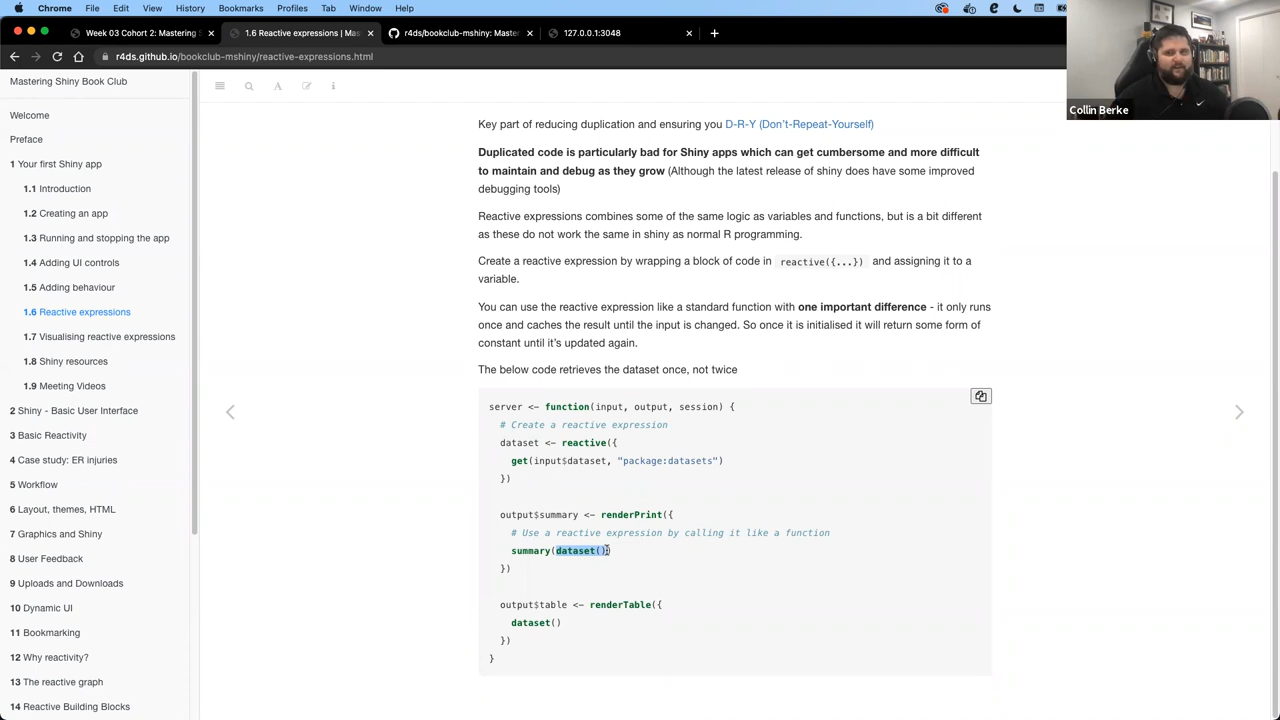 Chrome File Edit View History Bookmarks Profiles Tab Window Help
Week 03 Cohort 2: Mastering S
1.6 Reactive expressions | Mas
r4ds/bookclub-mshiny: Master
127.0.0.1:3048
r4ds.github.io/bookclub-mshiny/reactive-expressions.html
Collin Berke
Mastering Shiny Book Club
Welcome
Preface
1 Your first Shiny app
1.1 Introduction
1.2 Creating an app
1.3 Running and stopping the app
1.4 Adding UI controls
1.5 Adding behaviour
1.6 Reactive expressions
1.7 Visualising reactive expressions
1.8 Shiny resources
1.9 Meeting Videos
2 Shiny - Basic User Interface
3 Basic Reactivity
4 Case study: ER injuries
5 Workflow
6 Layout, themes, HTML
7 Graphics and Shiny
8 User Feedback
9 Uploads and Downloads
10 Dynamic UI
11 Bookmarking
12 Why reactivity?
13 The reactive graph
14 Reactive Building Blocks
Key part of reducing duplication and ensuring you D-R-Y (Don't-Repeat-Yourself)
Duplicated code is particularly bad for Shiny apps which can get cumbersome and more difficult
to maintain and debug as they grow (Although the latest release of shiny does have some improved
debugging tools)
Reactive expressions combines some of the same logic as variables and functions, but is a bit different
as these do not work the same in shiny as normal R programming.
Create a reactive expression by wrapping a block of code in reactive({...}) and assigning it to a
variable.
You can use the reactive expression like a standard function with one important difference - it only runs
once and caches the result until the input is changed. So once it is initialised it will return some form of
constant until it's updated again.
The below code retrieves the dataset once, not twice
server <- function(input, output, session) {
# Create a reactive expression
dataset <- reactive({
get(input$dataset, "package:datasets")
})
output$summary <- renderPrint({
# Use a reactive expression by calling it like a function
summary(dataset())
})
output$table <- renderTable({
dataset()
})
}